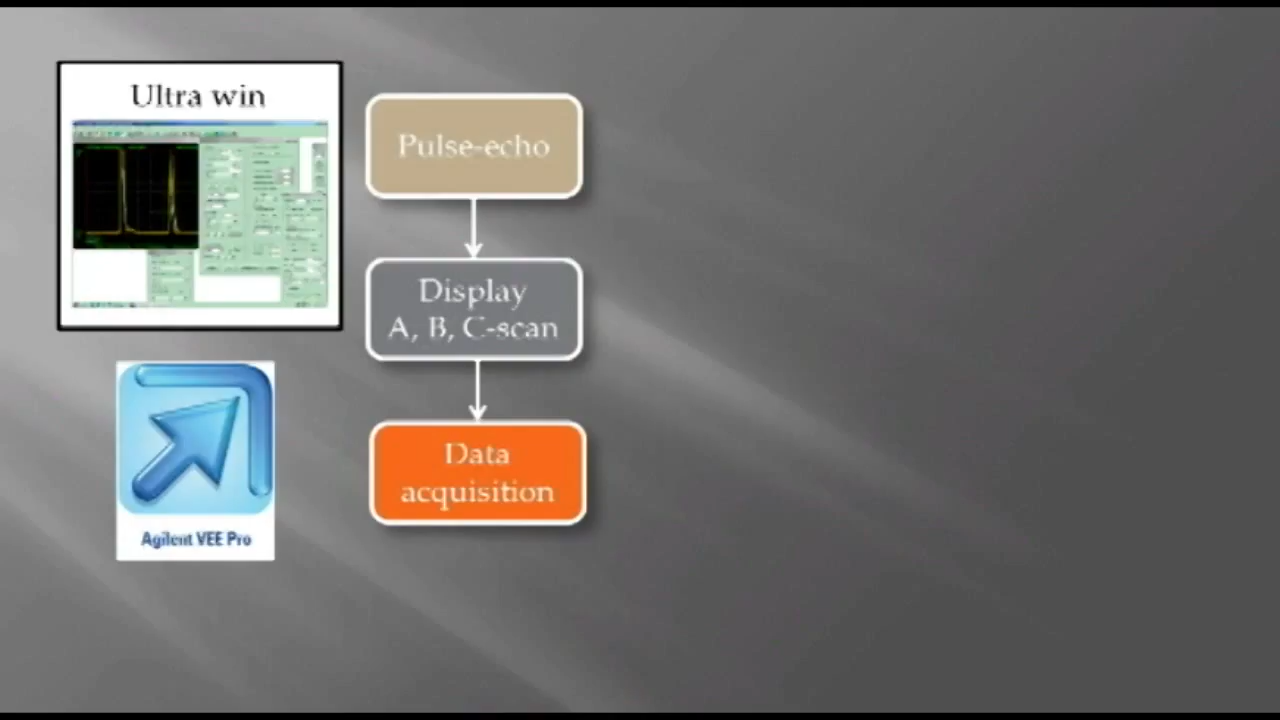 Ultra win
Pulse-echo
Display
A, B, C-scan
Data
acquisition
Agilent VEE Pro